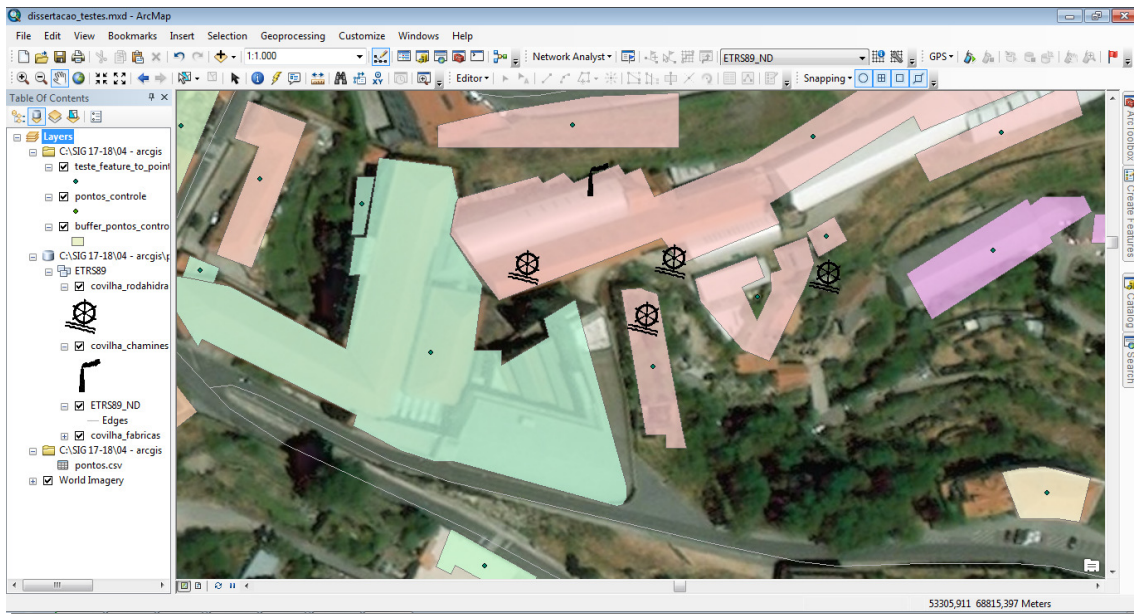 dissertacao_testes.mxd - ArcMap
File Edit View Bookmarks Insert Selection Geoprocessing Customize Windows Help
1:1.000 Network Analyst ETRS89_ND GPS
Editor Snapping
Table Of Contents
Layers
C:\SIG 17-18\04 - arcgis
teste_feature_to_point
pontos_controle
buffer_pontos_contro
C:\SIG 17-18\04 - arcgis\p
ETRS89
covilha_rodahidra
covilha_chamines
ETRS89_ND
Edges
covilha_fabricas
C:\SIG 17-18\04 - arcgis
pontos.csv
World Imagery
ArcToolbox
Create Features
Catalog
Search
53305,911 68815,397 Meters